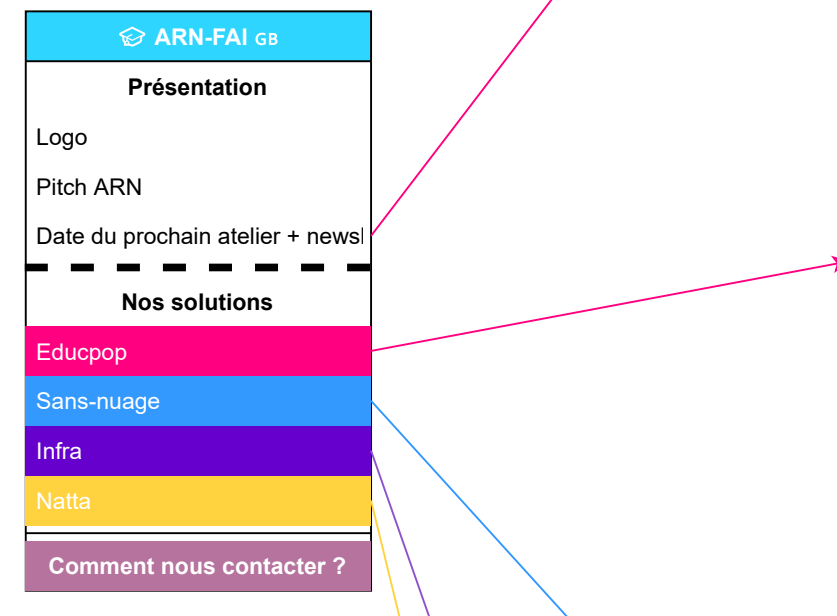 ARN-FAI GB
Présentation
Logo
Pitch ARN
Date du prochain atelier + newsl
Nos solutions
Educpop
Sans-nuage
Infra
Natta
Comment nous contacter ?